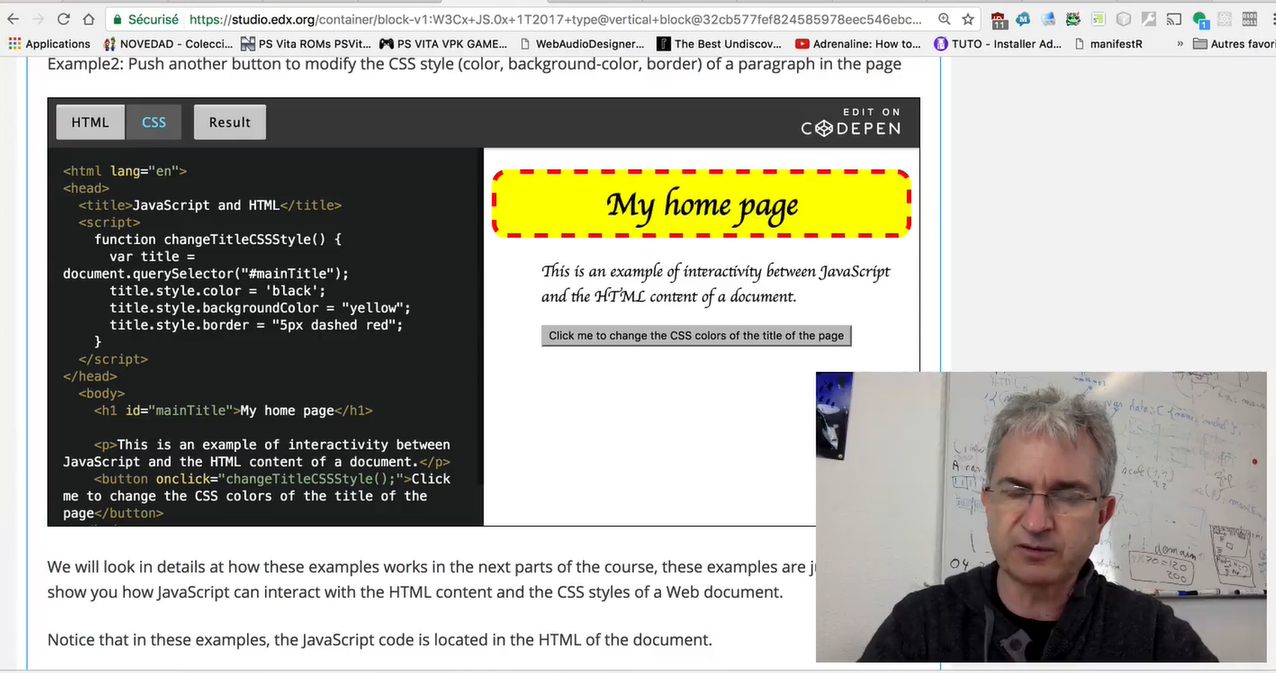 Sécurisé https://studio.edx.org/container/block-v1:W3Cx+JS.0x+1T2017+type@vertical+block@32cb577fef824585978eec546ebc...
11
1
Applications NOVEDAD - Colecci... PS Vita ROMs PSVit... PS VITA VPK GAME... WebAudioDesigner... The Best Undiscov... Adrenaline: How to... TUTO - Installer Ad... manifestR » Autres favori
Example2: Push another button to modify the CSS style (color, background-color, border) of a paragraph in the page
HTML CSS Result
EDIT ON
CODEPEN
<html lang="en">
<head>
<title>JavaScript and HTML</title>
<script>
function changeTitleCSSStyle() {
var title =
document.querySelector("#mainTitle");
title.style.color = 'black';
title.style.backgroundColor = "yellow";
title.style.border = "5px dashed red";
}
</script>
</head>
<body>
<h1 id="mainTitle">My home page</h1>
<p>This is an example of interactivity between
JavaScript and the HTML content of a document.</p>
<button onclick="changeTitleCSSStyle();">Click
me to change the CSS colors of the title of the
page</button>
My home page
This is an example of interactivity between JavaScript
and the HTML content of a document.
Click me to change the CSS colors of the title of the page
We will look in details at how these examples works in the next parts of the course, these examples are ju
show you how JavaScript can interact with the HTML content and the CSS styles of a Web document.
Notice that in these examples, the JavaScript code is located in the HTML of the document.
domain
200